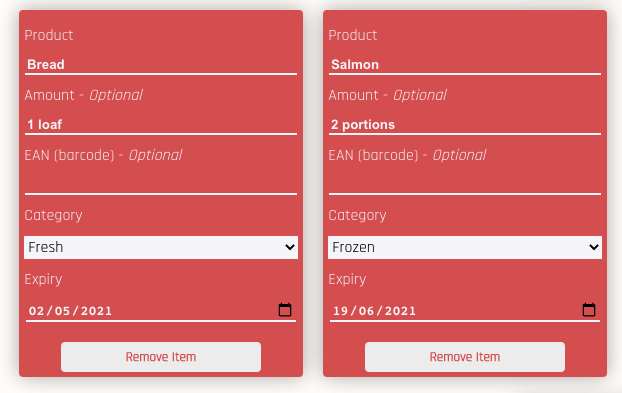 Product
Bread
Amount - Optional
1 loaf
EAN (barcode) - Optional
Category
Fresh
Expiry
02/05/2021
Remove Item
Product
Salmon
Amount - Optional
2 portions
EAN (barcode) - Optional
Category
Frozen
Expiry
19/06/2021
Remove Item